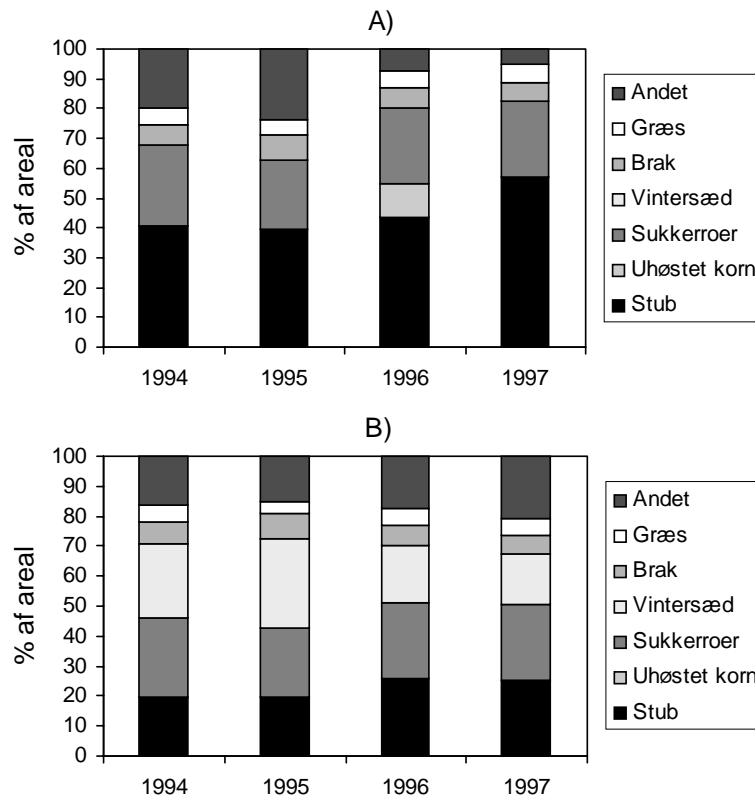 A)
% af areal
100
90
80
70
60
50
40
30
20
10
0
1994 1995 1996 1997
Andet
Græs
Brak
Vintersæd
Sukkerroer
Uhøstet korn
Stub
B)
% af areal
100
90
80
70
60
50
40
30
20
10
0
1994 1995 1996 1997
Andet
Græs
Brak
Vintersæd
Sukkerroer
Uhøstet korn
Stub